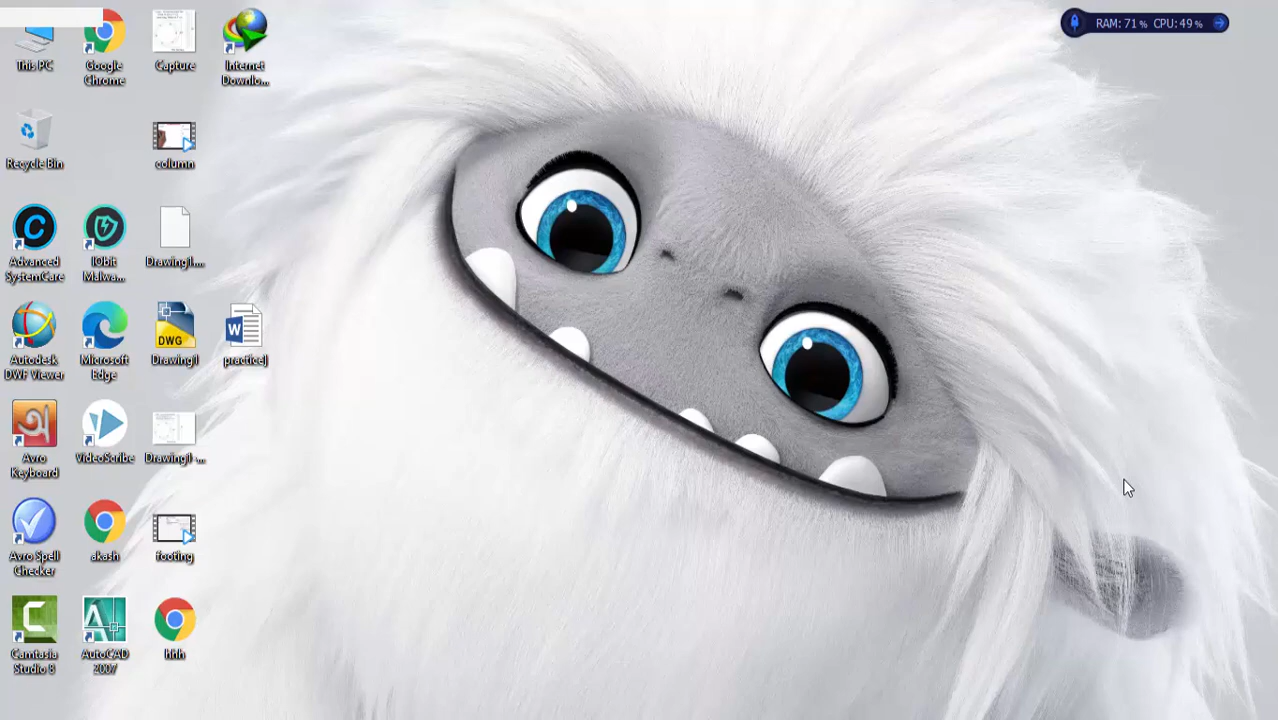 RAM: 71 % CPU: 49 %
This PC
Google
Chrome
Capture
Internet
Downlo...
Recycle Bin
column
Advanced
SystemCare
IObit
Malwa...
Drawing1....
Autodesk
DWF Viewer
Microsoft
Edge
DWG
Drawing1
W
practice]
অ
Avro
Keyboard
VideoScribe
Drawing1 -...
Avro Spell
Checker
akash
footing
Camtasia
Studio 8
AutoCAD
2007
hhh